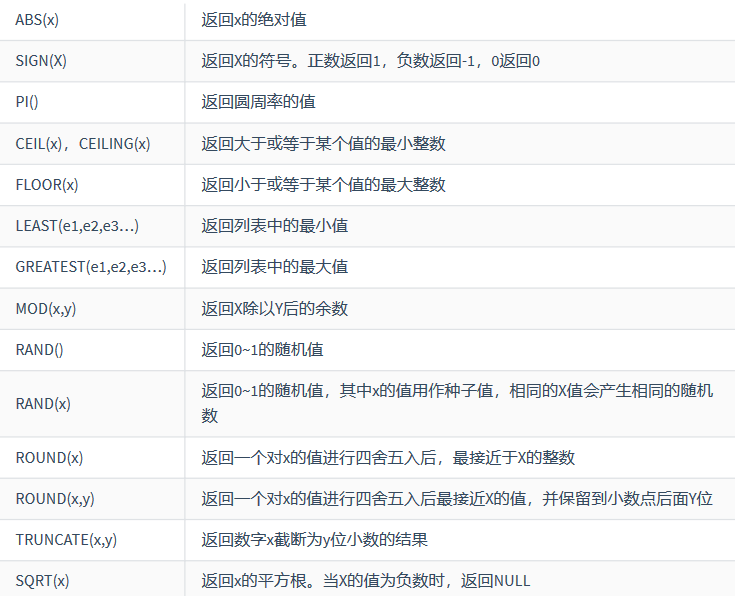 ABS(x) 返回x的绝对值
SIGN(X) 返回X的符号。正数返回1，负数返回-1，0返回0
PI() 返回圆周率的值
CEIL(x)，CEILING(x) 返回大于或等于某个值的最小整数
FLOOR(x) 返回小于或等于某个值的最大整数
LEAST(e1,e2,e3…) 返回列表中的最小值
GREATEST(e1,e2,e3…) 返回列表中的最大值
MOD(x,y) 返回X除以Y后的余数
RAND() 返回0~1的随机值
RAND(x) 返回0~1的随机值，其中x的值用作种子值，相同的X值会产生相同的随机
数
ROUND(x) 返回一个对x的值进行四舍五入后，最接近于X的整数
ROUND(x,y) 返回一个对x的值进行四舍五入后最接近X的值，并保留到小数点后面Y位
TRUNCATE(x,y) 返回数字x截断为y位小数的结果
SQRT(x) 返回x的平方根。当X的值为负数时，返回NULL